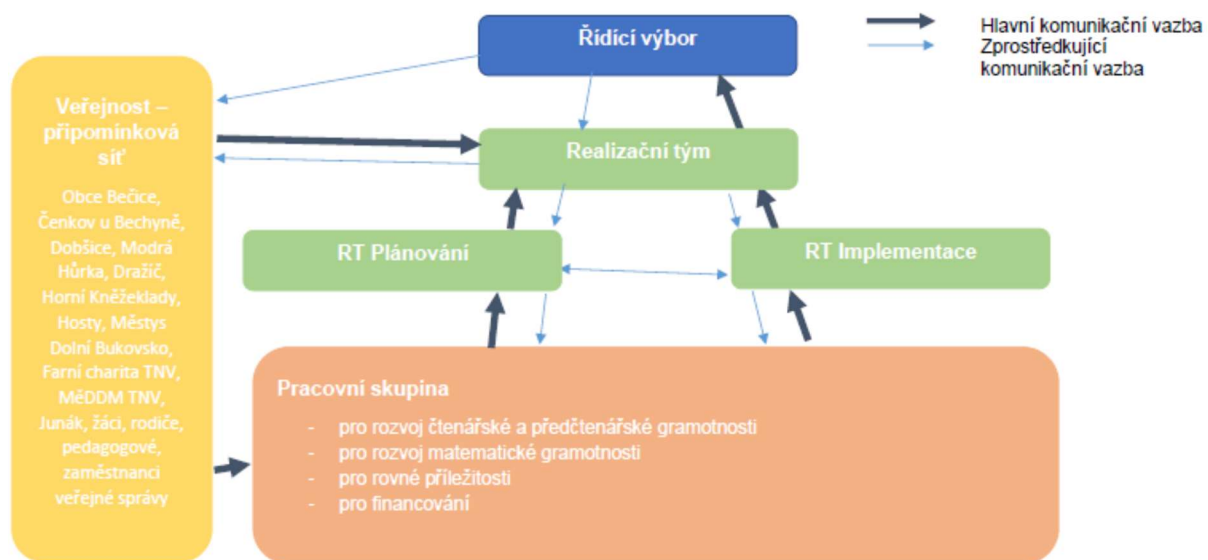 Řídící výbor
Hlavní komunikační vazba
Zprostředkující
komunikační vazba
Veřejnost –
připomínková
síť
Obce Bečice,
Čenkov u Bechyně,
Dobšice, Modrá
Hůrka, Dražíč,
Horní Kněžeklady,
Hosty, Městys
Dolní Bukovsko,
Farní charita TNV,
MěDDM TNV,
Junák, žáci, rodiče,
pedagogové,
zaměstnanci
veřejné správy
Realizační tým
RT Plánování
RT Implementace
Pracovní skupina
- pro rozvoj čtenářské a předčtenářské gramotnosti
- pro rozvoj matematické gramotnosti
- pro rovné příležitosti
- pro financování